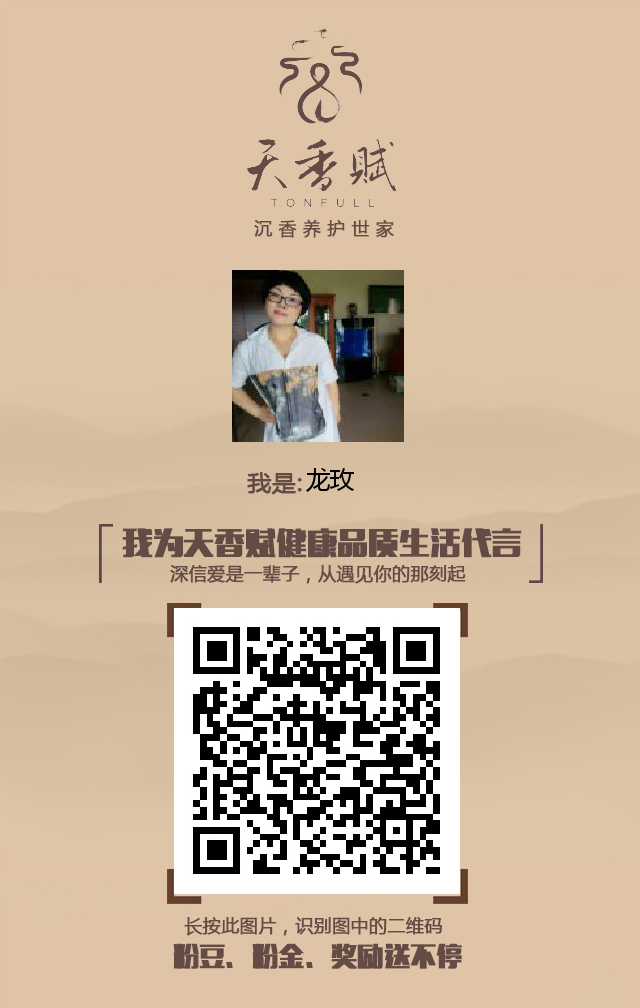 天香赋
TONFULL
沉香养护世家
我是:龙玫
我为天香赋健康品质生活代言
深信爱是一辈子，从遇见你的那刻起
长按此图片，识别图中的二维码
粉豆、粉金、奖励送不停